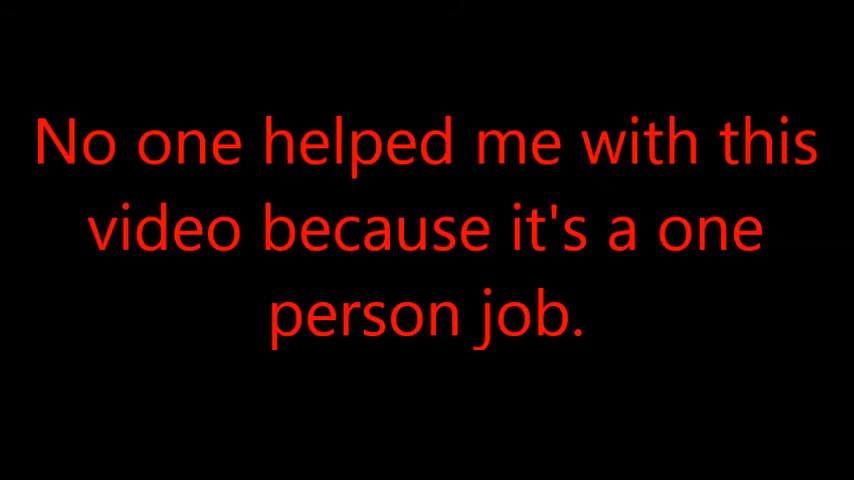 No one helped me with this
video because it's a one
person job.